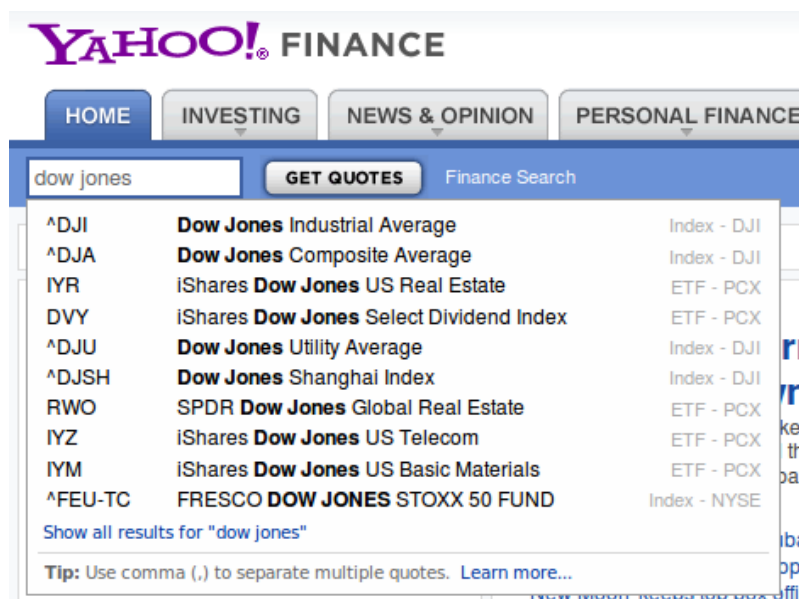 YAHOO!® FINANCE
HOME INVESTING NEWS & OPINION PERSONAL FINANCE
dow jones GET QUOTES Finance Search
^DJI Dow Jones Industrial Average Index - DJI
^DJA Dow Jones Composite Average Index - DJI
IYR iShares Dow Jones US Real Estate ETF - PCX
DVY iShares Dow Jones Select Dividend Index ETF - PCX
^DJU Dow Jones Utility Average Index - DJI
^DJSH Dow Jones Shanghai Index Index - DJI
RWO SPDR Dow Jones Global Real Estate ETF - PCX
IYZ iShares Dow Jones US Telecom ETF - PCX
IYM iShares Dow Jones US Basic Materials ETF - PCX
^FEU-TC FRESCO DOW JONES STOXX 50 FUND Index - NYSE
Show all results for "dow jones"
Tip: Use comma (,) to separate multiple quotes. Learn more...